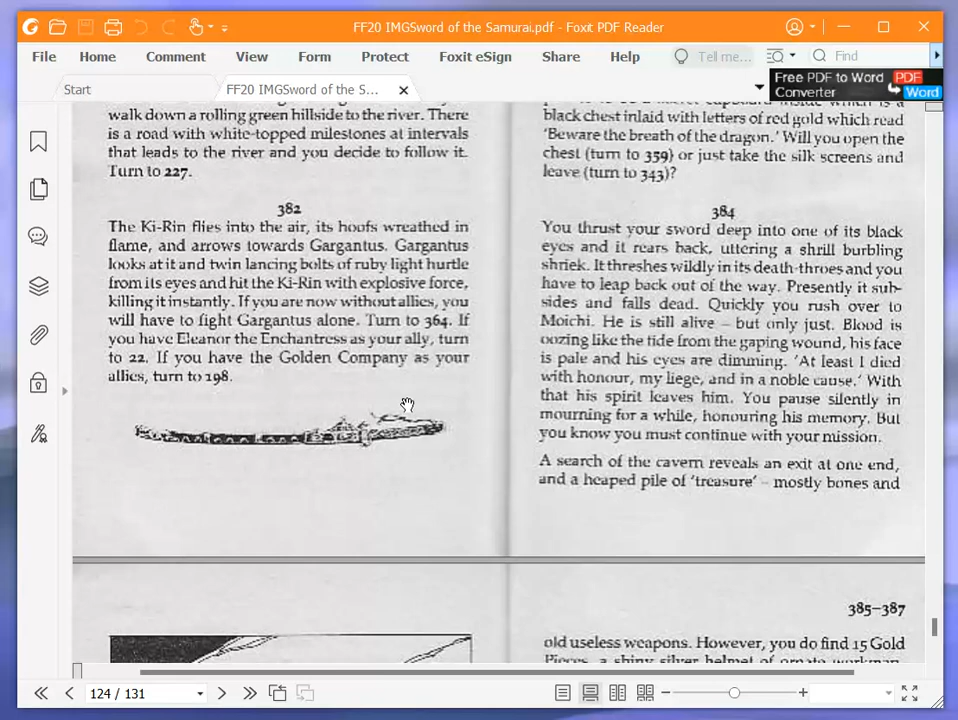 FF20 IMGSword of the Samurai.pdf - Foxit PDF Reader
File Home Comment View Form Protect Foxit eSign Share Help Tell me... Find
Start
FF20 IMGSword of the S...
Free PDF to Word Converter
PDF
Word
walk down a rolling green hillside to the river. There
is a road with white-topped milestones at intervals
that leads to the river and you decide to follow it.
Turn to 227.
382
The Ki-Rin flies into the air, its hoofs wreathed in
flame, and arrows towards Gargantus. Gargantus
looks at it and twin lancing bolts of ruby light hurtle
from its eyes and hit the Ki-Rin with explosive force,
killing it instantly. If you are now without allies, you
will have to fight Gargantus alone. Turn to 364. If
you have Eleanor the Enchantress as your ally, turn
to 22. If you have the Golden Company as your
allies, turn to 198.
inside which is a
black chest inlaid with letters of red gold which read
'Beware the breath of the dragon.' Will you open the
chest (turn to 359) or just take the silk screens and
leave (turn to 343)?
384
You thrust your sword deep into one of its black
eyes and it rears back, uttering a shrill burbling
shriek. It threshes wildly in its death-throes and you
have to leap back out of the way. Presently it sub-
sides and falls dead. Quickly you rush over to
Moichi. He is still alive – but only just. Blood is
oozing like the tide from the gaping wound, his face
is pale and his eyes are dimming. 'At least I died
with honour, my liege, and in a noble cause.' With
that his spirit leaves him. You pause silently in
mourning for a while, honouring his memory. But
you know you must continue with your mission.
A search of the cavern reveals an exit at one end,
and a heaped pile of 'treasure' – mostly bones and
385–387
old useless weapons. However, you do find 15 Gold
Pieces, a shiny silver helmet of ornate workman-
124 / 131